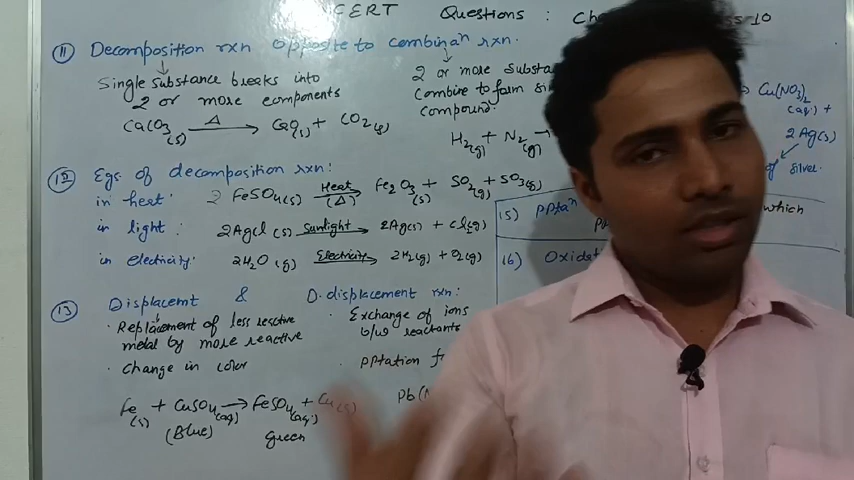 CERT Questions : Ch
-10
11 Decomposition rxn opposite to combinaⁿ rxn.
Single substance breaks into
2 or more components
CaCO₃(s) —Δ→ CaO(s) + CO₂(g)
2 or more substa
combine to form si
compound.
H₂(g) + N₂(g) →
→ Cu(NO₃)₂
(aq) +
2Ag(s)
of silver.
12 Egs. of decomposition rxn:
in heat: 2 FeSO₄(s) —Heat (Δ)→ Fe₂O₃(s) + SO₂(g) + SO₃(g)
in light: 2AgCl(s) —Sunlight→ 2Ag(s) + Cl₂(g)
in electricity: 2H₂O(g) —Electricity→ 2H₂(g) + O₂(g)
13 Displacemt & D.displacement rxn:
· Replacement of less reactive
metal by more reactive
· change in color
Fe(s) + CuSO₄(aq) → FeSO₄(aq) + Cu(s)
(Blue) green
· Exchange of ions
b/w reactants
· pptation f
Pb(
15) pptaⁿ which
16) Oxidat